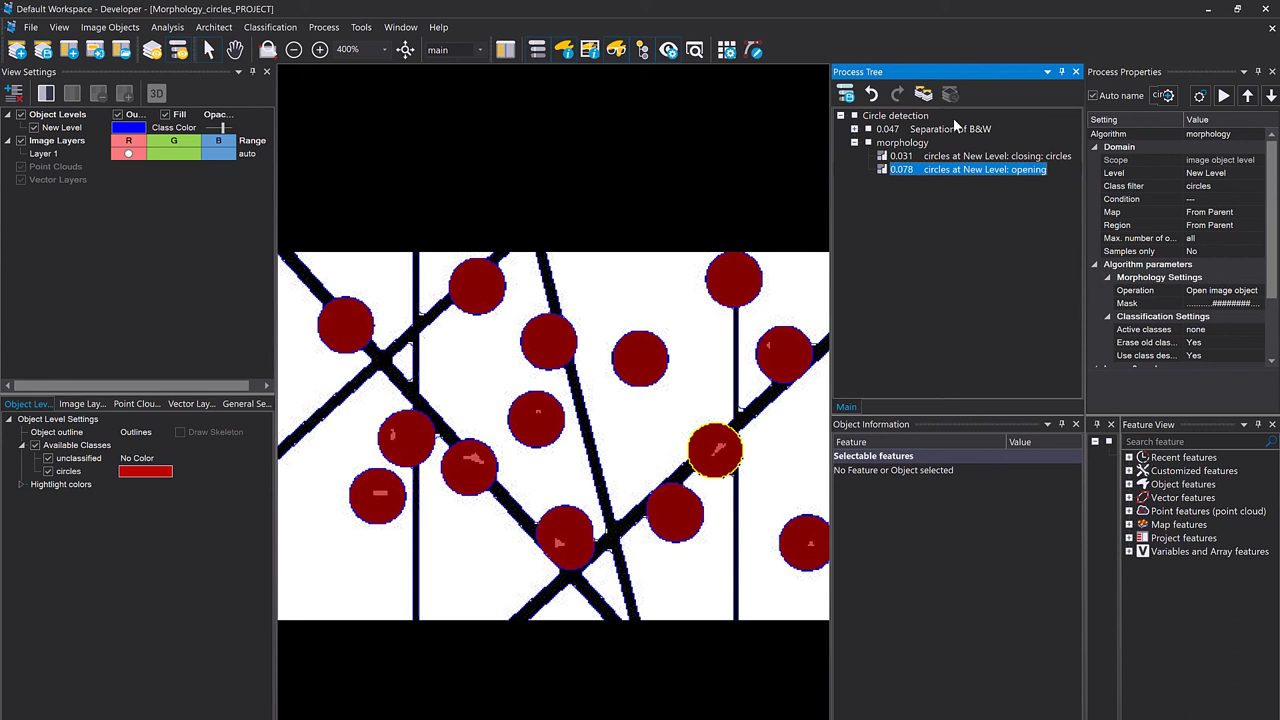 Default Workspace - Developer - [Morphology_circles_PROJECT]
File View Image Objects Analysis Architect Classification Process Tools Window Help
400% main
View Settings
3D
Object Levels Ou... Fill Opac...
New Level Class Color
Image Layers R G B Range
Layer 1 auto
Point Clouds
Vector Layers
Object Lev... Image Lay... Point Clou... Vector Lay... General Se...
Object Level Settings
Object outline Outlines Draw Skeleton
Available Classes
unclassified No Color
circles
Highlight colors
Process Tree
Circle detection
0.047 Separation of B&W
morphology
0.031 circles at New Level: closing: circles
0.078 circles at New Level: opening
Main
Process Properties
Auto name
Setting Value
Algorithm morphology
Domain
Scope image object level
Level New Level
Class filter circles
Condition ---
Map From Parent
Region From Parent
Max. number of o... all
Samples only No
Algorithm parameters
Morphology Settings
Operation Open image object
Mask ...........########....
Classification Settings
Active classes none
Erase old clas... Yes
Use class des... Yes
Object Information
Feature Value
Selectable features
No Feature or Object selected
Feature View
Search feature
Recent features
Customized features
Object features
Vector features
Point features (point cloud)
Map features
Project features
Variables and Array features